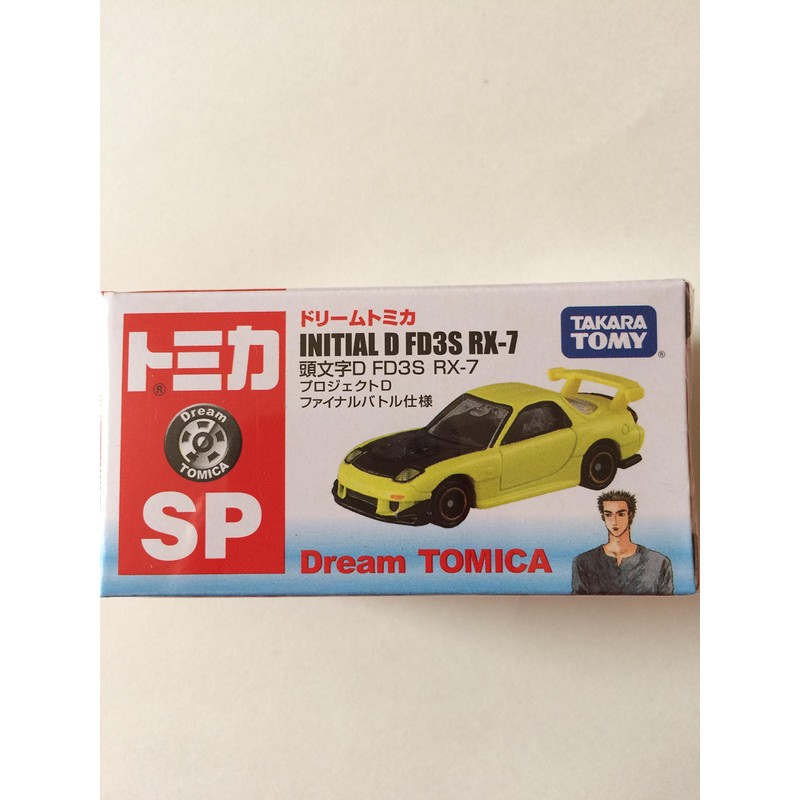 トミカ
®
Dream
TOMICA
SP
ドリームトミカ
INITIAL D FD3S RX-7
頭文字D FD3S RX-7
プロジェクトD
ファイナルバトル仕様
Dream TOMICA
TAKARA
TOMY
®